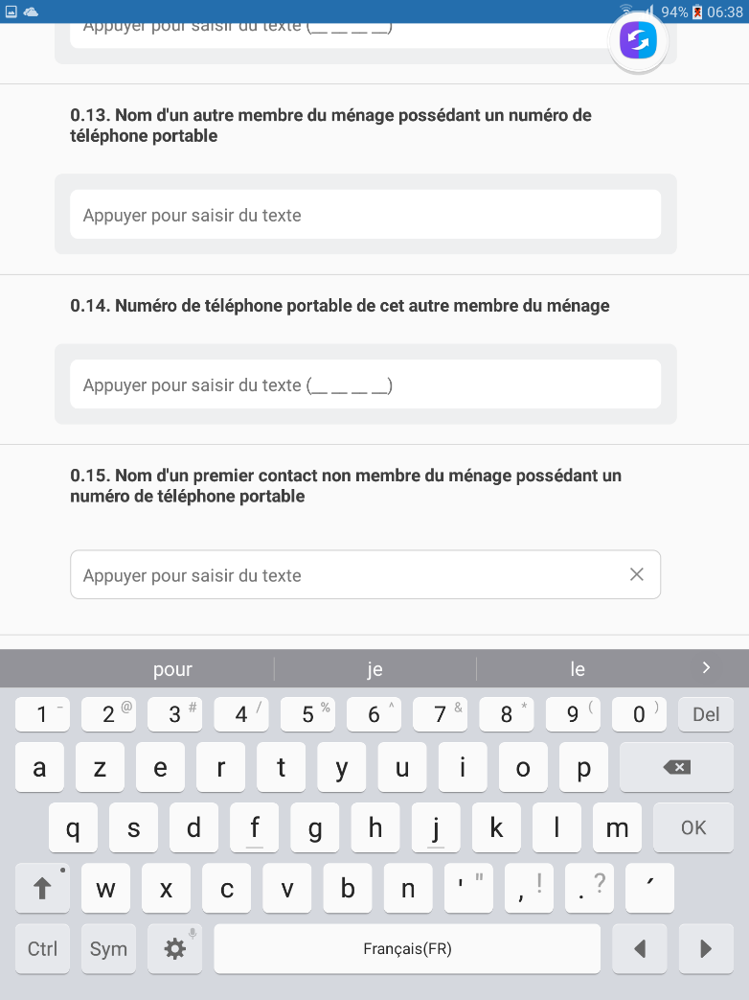 94% 06:38
Appuyer pour saisir du texte (__ __ __ __)
0.13. Nom d'un autre membre du ménage possédant un numéro de
téléphone portable
Appuyer pour saisir du texte
0.14. Numéro de téléphone portable de cet autre membre du ménage
Appuyer pour saisir du texte (__ __ __ __)
0.15. Nom d'un premier contact non membre du ménage possédant un
numéro de téléphone portable
Appuyer pour saisir du texte
pour je le
1 - 2 @ 3 # 4 / 5 % 6 ^ 7 & 8 * 9 ( 0 ) Del
a z e r t y u i o p
q s d f g h j k l m OK
w x c v b n ' " , ! . ? ´
Ctrl Sym Français(FR)